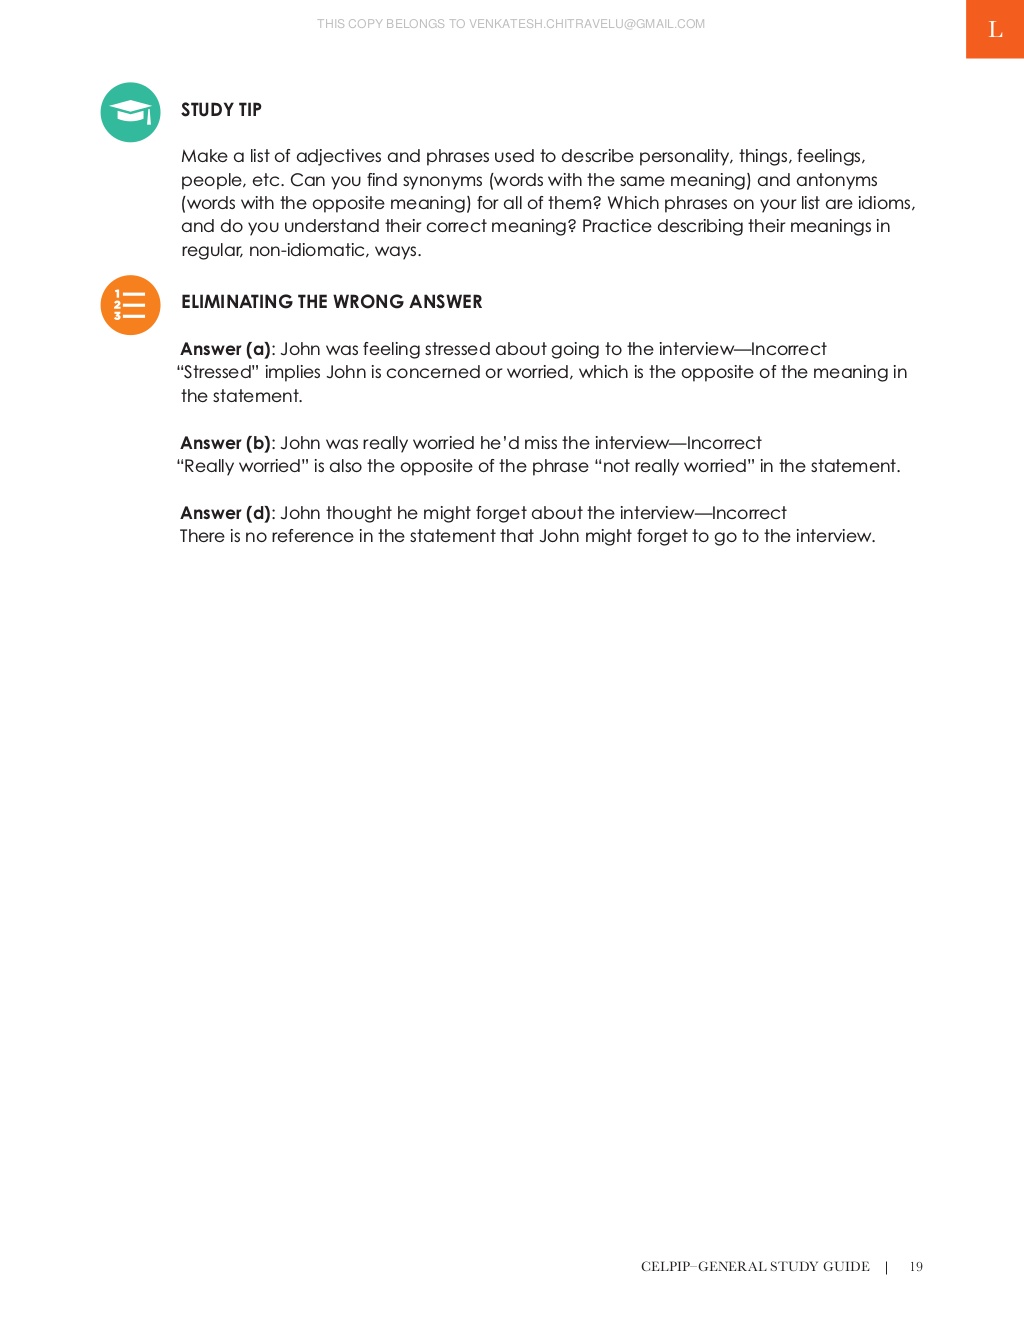 THIS COPY BELONGS TO VENKATESH.CHITRAVELU@GMAIL.COM
L
STUDY TIP
Make a list of adjectives and phrases used to describe personality, things, feelings,
people, etc. Can you find synonyms (words with the same meaning) and antonyms
(words with the opposite meaning) for all of them? Which phrases on your list are idioms,
and do you understand their correct meaning? Practice describing their meanings in
regular, non-idiomatic, ways.
1
2
3
ELIMINATING THE WRONG ANSWER
Answer (a): John was feeling stressed about going to the interview—Incorrect
“Stressed” implies John is concerned or worried, which is the opposite of the meaning in
the statement.
Answer (b): John was really worried he’d miss the interview—Incorrect
“Really worried” is also the opposite of the phrase “not really worried” in the statement.
Answer (d): John thought he might forget about the interview—Incorrect
There is no reference in the statement that John might forget to go to the interview.
CELPIP–GENERAL STUDY GUIDE | 19